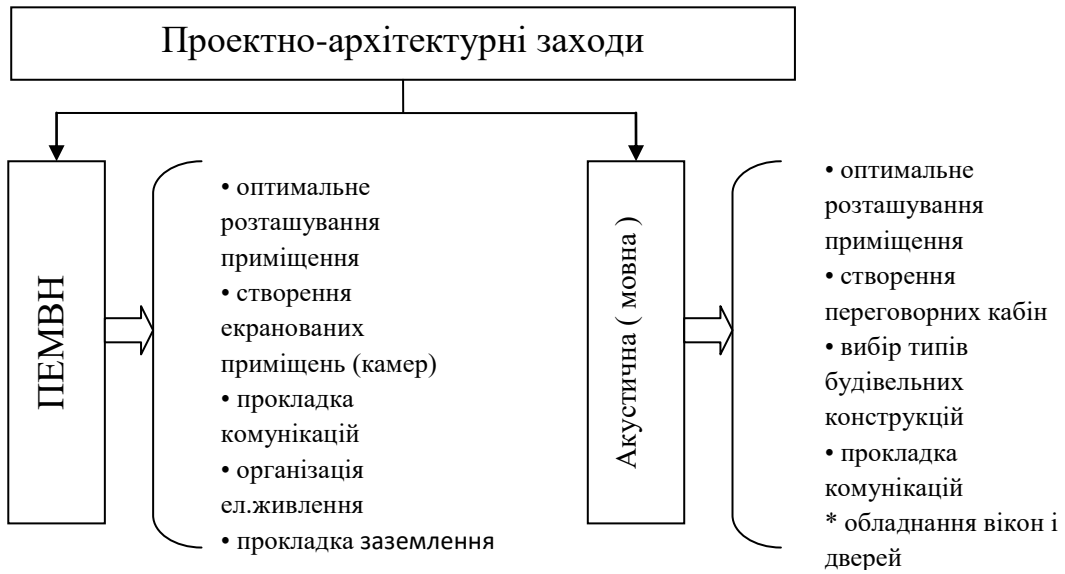 Проектно-архітектурні заходи
ПЕМВН
• оптимальне
розташування
приміщення
• створення
екранованих
приміщень (камер)
• прокладка
комунікацій
• організація
ел.живлення
• прокладка заземлення
Акустична ( мовна )
• оптимальне
розташування
приміщення
• створення
переговорних кабін
• вибір типів
будівельних
конструкцій
• прокладка
комунікацій
* обладнання вікон і
дверей